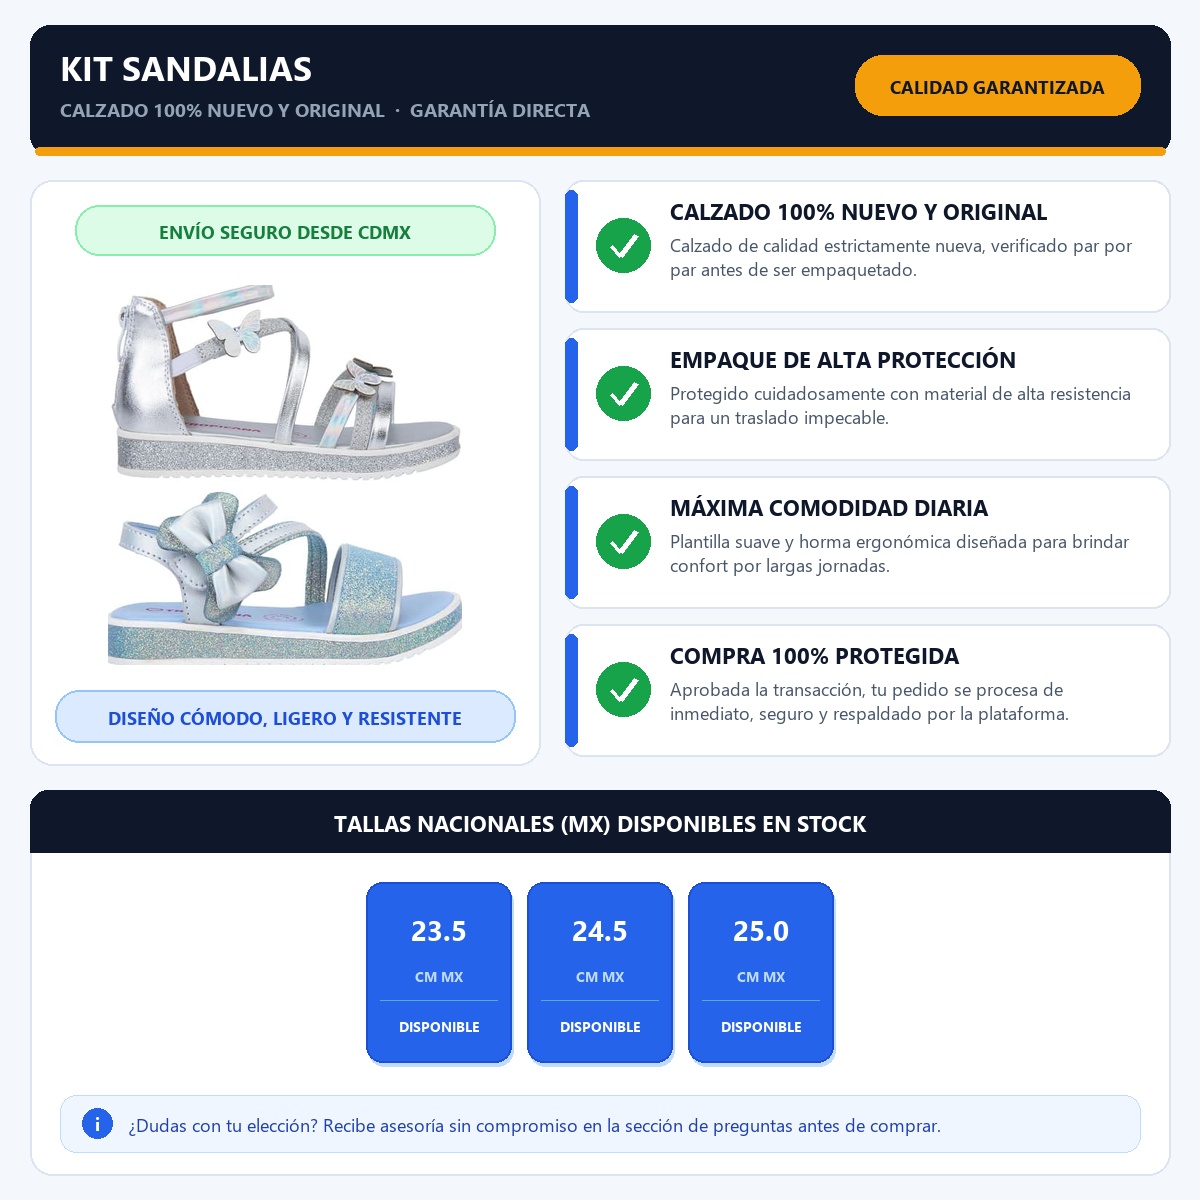 KIT SANDALIAS
CALZADO 100% NUEVO Y ORIGINAL · GARANTÍA DIRECTA
CALIDAD GARANTIZADA
ENVÍO SEGURO DESDE CDMX
DISEÑO CÓMODO, LIGERO Y RESISTENTE
CALZADO 100% NUEVO Y ORIGINAL
Calzado de calidad estrictamente nueva, verificado par por
par antes de ser empaquetado.
EMPAQUE DE ALTA PROTECCIÓN
Protegido cuidadosamente con material de alta resistencia
para un traslado impecable.
MÁXIMA COMODIDAD DIARIA
Plantilla suave y horma ergonómica diseñada para brindar
confort por largas jornadas.
COMPRA 100% PROTEGIDA
Aprobada la transacción, tu pedido se procesa de
inmediato, seguro y respaldado por la plataforma.
TALLAS NACIONALES (MX) DISPONIBLES EN STOCK
23.5
CM MX
DISPONIBLE
24.5
CM MX
DISPONIBLE
25.0
CM MX
DISPONIBLE
¿Dudas con tu elección? Recibe asesoría sin compromiso en la sección de preguntas antes de comprar.